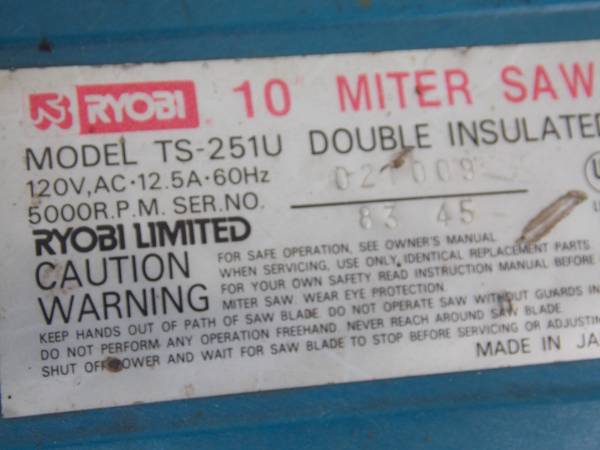 RYOBI 10" MITER SAW
MODEL TS-251U DOUBLE INSULATED
120V,AC·12.5A·60Hz
5000R.P.M. SER.NO. 021009
83 45
RYOBI LIMITED
CAUTION
WARNING
FOR SAFE OPERATION, SEE OWNER'S MANUAL
WHEN SERVICING, USE ONLY IDENTICAL REPLACEMENT PARTS
FOR YOUR OWN SAFETY READ INSTRUCTION MANUAL BEFORE
MITER SAW. WEAR EYE PROTECTION.
KEEP HANDS OUT OF PATH OF SAW BLADE. DO NOT OPERATE SAW WITHOUT GUARDS IN
DO NOT PERFORM ANY OPERATION FREEHAND. NEVER REACH AROUND SAW BLADE.
SHUT OFF POWER AND WAIT FOR SAW BLADE TO STOP BEFORE SERVICING OR ADJUSTING
MADE IN JA